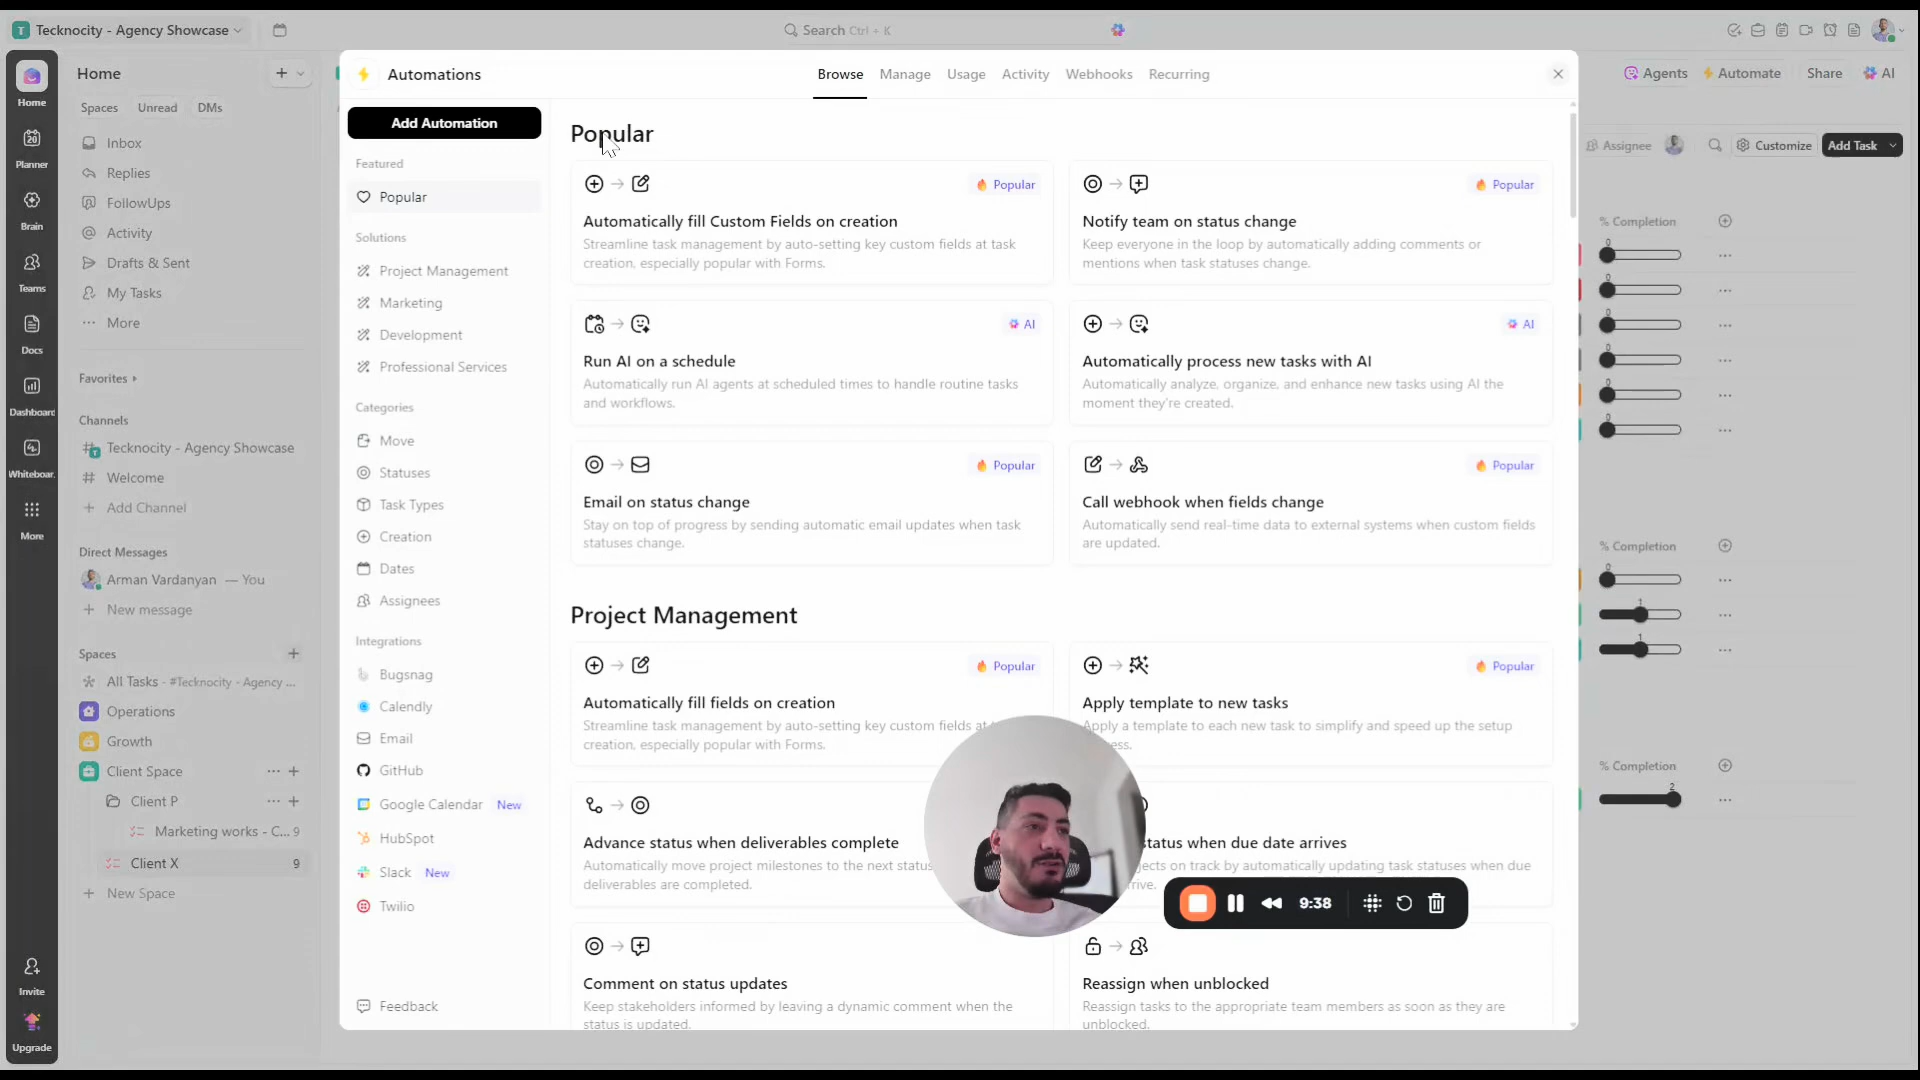 Tecknocity - Agency Showcase
Search Ctrl + K
Home
Spaces
Unread
DMs
Inbox
Replies
FollowUps
Activity
Drafts & Sent
My Tasks
More
Favorites
Channels
Tecknocity - Agency Showcase
Welcome
Add Channel
Direct Messages
Arman Vardanyan — You
New message
Spaces
All Tasks - #Tecknocity - Agency ...
Operations
Growth
Client Space
Client P
Marketing works - C... 9
Client X 9
New Space
Home
20
Planner
Brain
Teams
Docs
Dashboard
Whiteboar.
More
Invite
Upgrade
Automations
Browse
Manage
Usage
Activity
Webhooks
Recurring
Add Automation
Featured
Popular
Solutions
Project Management
Marketing
Development
Professional Services
Categories
Move
Statuses
Task Types
Creation
Dates
Assignees
Integrations
Bugsnag
Calendly
Email
GitHub
Google Calendar New
HubSpot
Slack New
Twilio
Feedback
Popular
Popular
Automatically fill Custom Fields on creation
Streamline task management by auto-setting key custom fields at task
creation, especially popular with Forms.
Popular
Notify team on status change
Keep everyone in the loop by automatically adding comments or
mentions when task statuses change.
AI
Run AI on a schedule
Automatically run AI agents at scheduled times to handle routine tasks
and workflows.
AI
Automatically process new tasks with AI
Automatically analyze, organize, and enhance new tasks using AI the
moment they're created.
Popular
Email on status change
Stay on top of progress by sending automatic email updates when task
statuses change.
Popular
Call webhook when fields change
Automatically send real-time data to external systems when custom fields
are updated.
Project Management
Popular
Automatically fill fields on creation
Streamline task management by auto-setting key custom fields at
creation, especially popular with Forms.
Popular
Apply template to new tasks
Apply a template to each new task to simplify and speed up the setup
Advance status when deliverables complete
Automatically move project milestones to the next status
deliverables are completed.
status when due date arrives
on track by automatically updating task statuses when due
Comment on status updates
Keep stakeholders informed by leaving a dynamic comment when the
status is updated.
Reassign when unblocked
Reassign tasks to the appropriate team members as soon as they are
unblocked.
9:38
Agents
Automate
Share
AI
Assignee
Customize
Add Task
% Completion
0
0
0
0
0
0
% Completion
0
1
1
% Completion
2